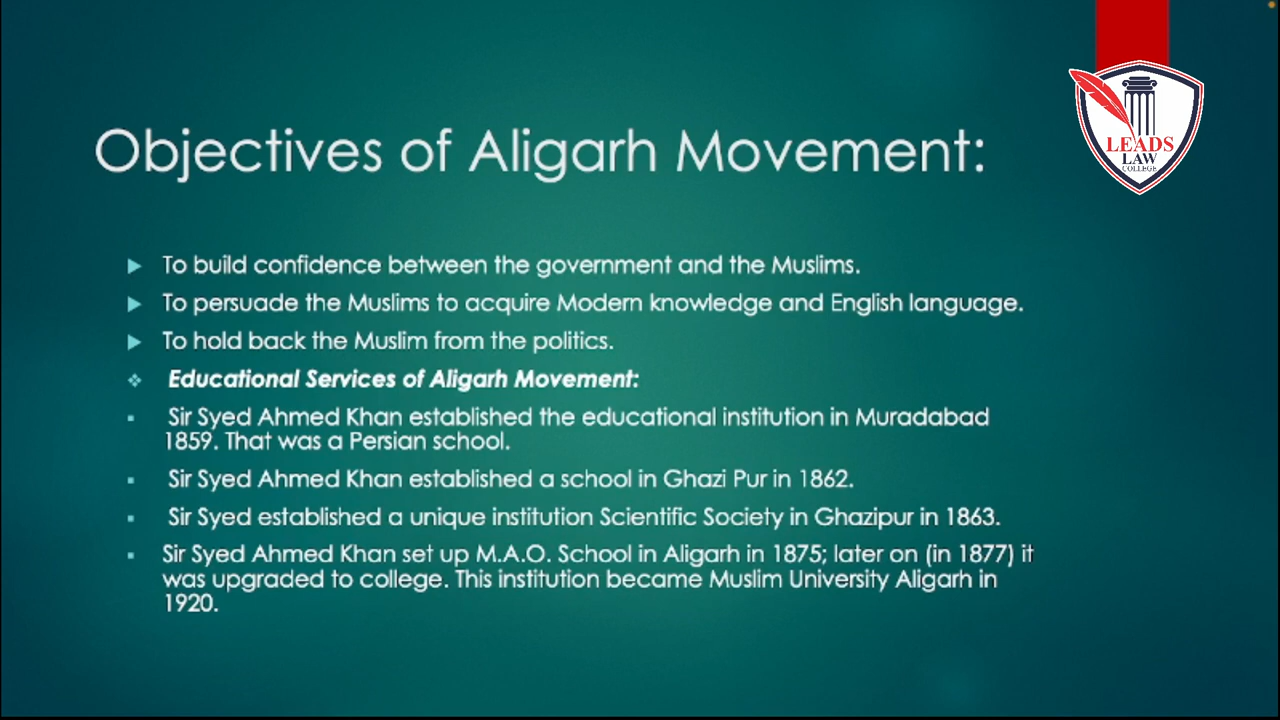 LEADS
LAW
COLLEGE
Objectives of Aligarh Movement:
To build confidence between the government and the Muslims.
To persuade the Muslims to acquire Modern knowledge and English language.
To hold back the Muslim from the politics.
Educational Services of Aligarh Movement:
Sir Syed Ahmed Khan established the educational institution in Muradabad
1859. That was a Persian school.
Sir Syed Ahmed Khan established a school in Ghazi Pur in 1862.
Sir Syed established a unique institution Scientific Society in Ghazipur in 1863.
Sir Syed Ahmed Khan set up M.A.O. School in Aligarh in 1875; later on (in 1877) it
was upgraded to college. This institution became Muslim University Aligarh in
1920.